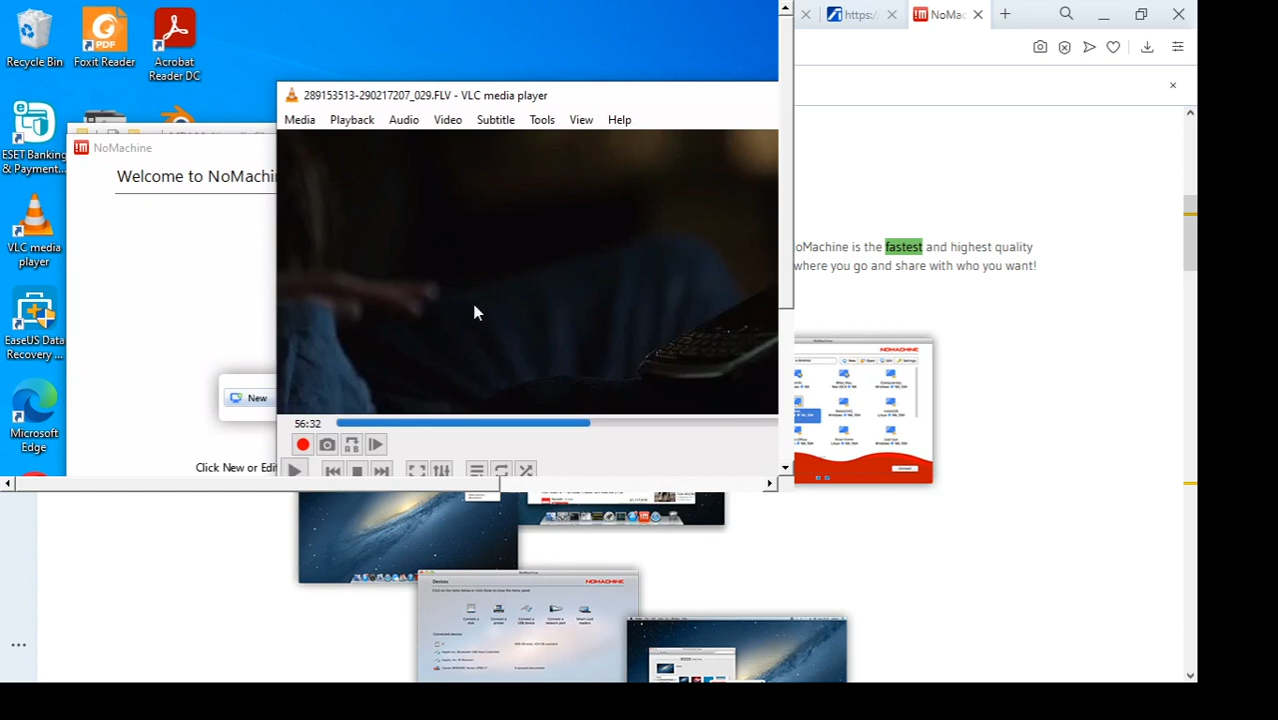 https:/
NoMac
Recycle Bin
Foxit Reader
Acrobat
Reader DC
289153513-290217207_029.FLV - VLC media player
Media Playback Audio Video Subtitle Tools View Help
ESET Banking
& Payment...
NoMachine
Welcome to NoMachi
VLC media
player
oMachine is the fastest and highest quality
where you go and share with who you want!
EaseUS Data
Recovery ...
New
NOMACHINE
Microsoft
Edge
56:32
Click New or Edi
NOMACHINE
Devices